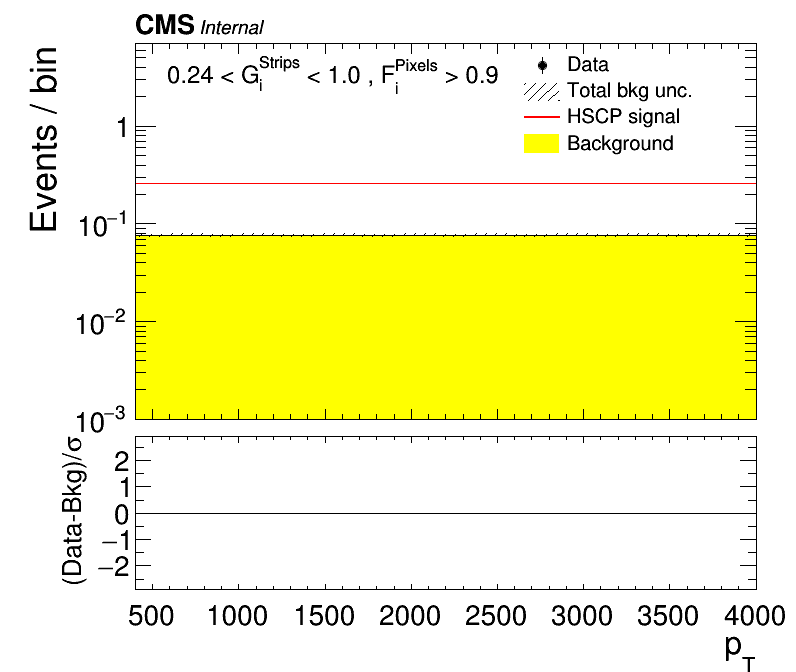 CMS Internal
0.24 < G_i^Strips < 1.0 , F_i^Pixels > 0.9
Data
Total bkg unc.
HSCP signal
Background
Events / bin
1
10^−1
10^−2
10^−3
(Data-Bkg)/σ
2
1
0
−1
−2
500 1000 1500 2000 2500 3000 3500 4000
p_T